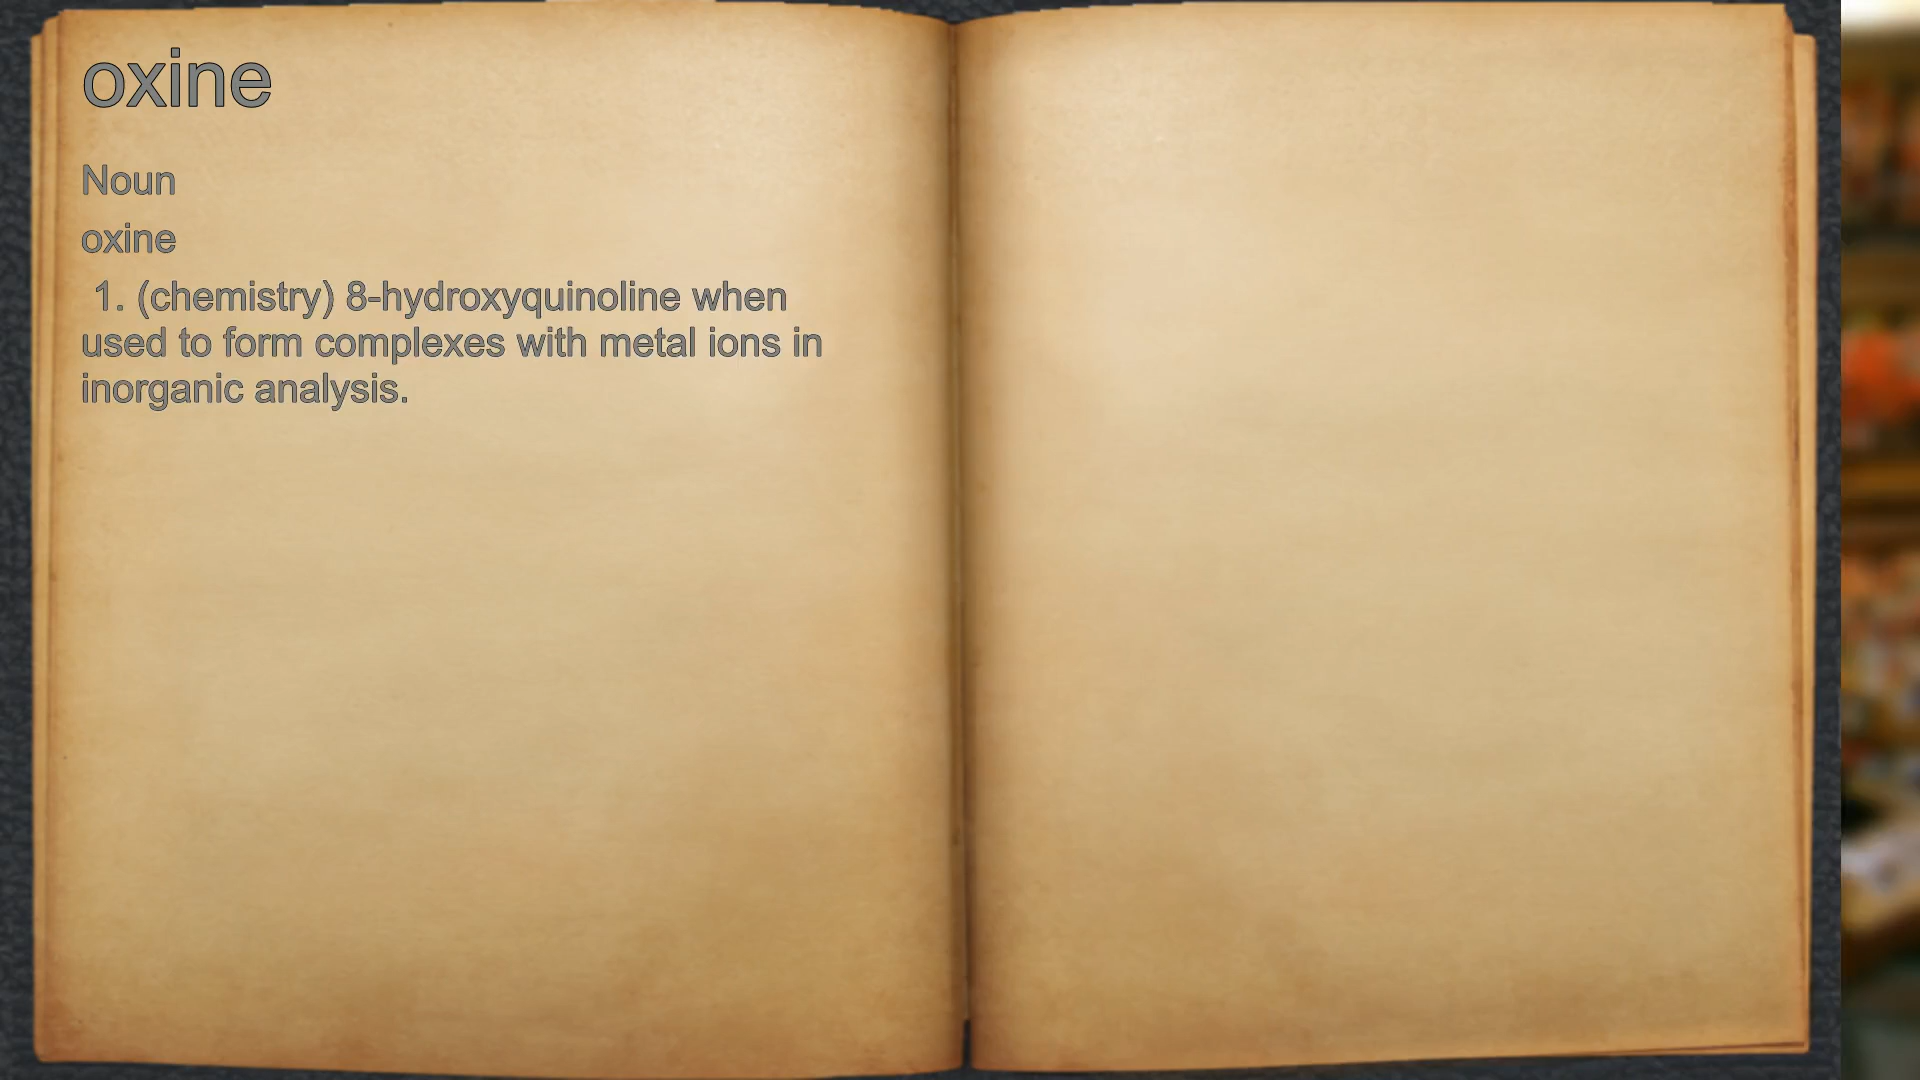 oxine
Noun
oxine
1. (chemistry) 8-hydroxyquinoline when
used to form complexes with metal ions in
inorganic analysis.